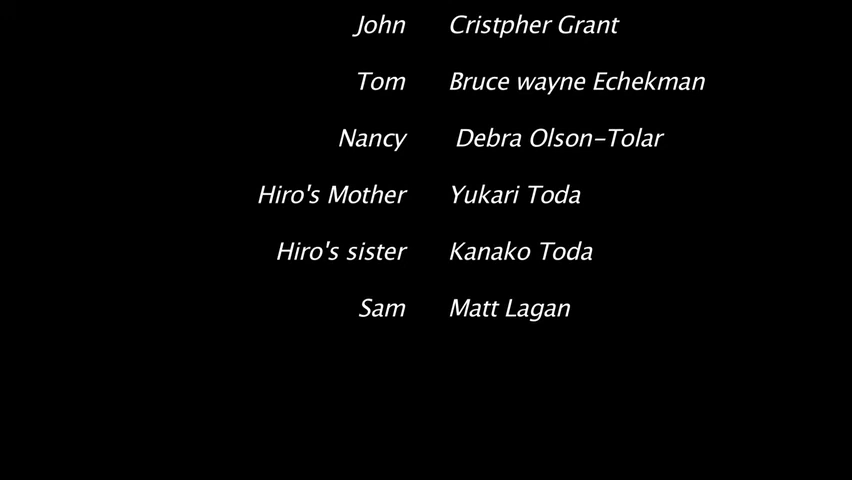 John Cristpher Grant
Tom Bruce wayne Echekman
Nancy Debra Olson-Tolar
Hiro's Mother Yukari Toda
Hiro's sister Kanako Toda
Sam Matt Lagan